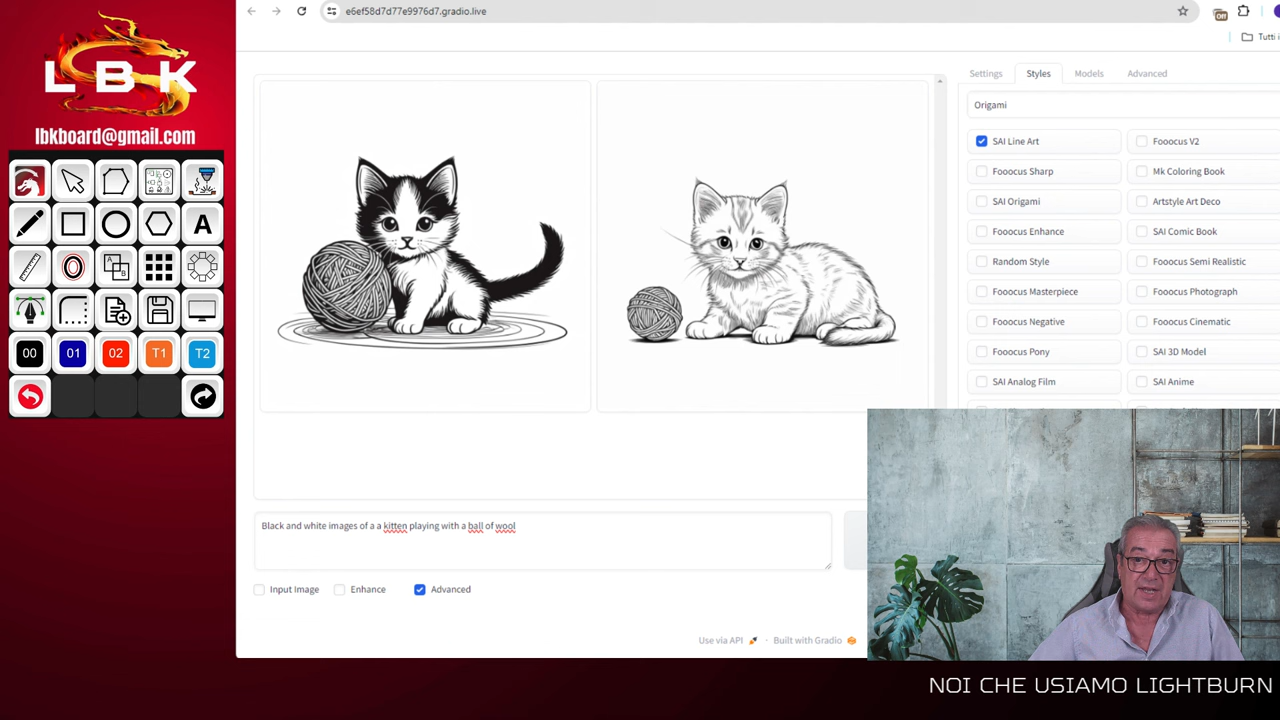 e6ef58d7d77e9976d7.gradio.live
Off
Tutti i
LBK
lbkboard@gmail.com
A
A
B
00
01
02
T1
T2
Settings
Styles
Models
Advanced
Origami
SAI Line Art
Fooocus V2
Fooocus Sharp
Mk Coloring Book
SAI Origami
Artstyle Art Deco
Fooocus Enhance
SAI Comic Book
Random Style
Fooocus Semi Realistic
Fooocus Masterpiece
Fooocus Photograph
Fooocus Negative
Fooocus Cinematic
Fooocus Pony
SAI 3D Model
SAI Analog Film
SAI Anime
Black and white images of a a kitten playing with a ball of wool
Input Image
Enhance
Advanced
Use via API
· Built with Gradio
NOI CHE USIAMO LIGHTBURN